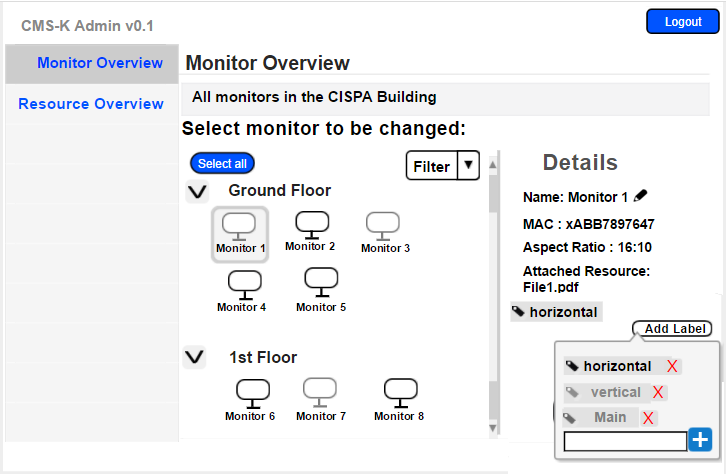 CMS-K Admin v0.1
Logout
Monitor Overview
Resource Overview
Monitor Overview
All monitors in the CISPA Building
Select monitor to be changed:
Select all
Filter
Ground Floor
Monitor 1
Monitor 2
Monitor 3
Monitor 4
Monitor 5
1st Floor
Monitor 6
Monitor 7
Monitor 8
Details
Name: Monitor 1
MAC : xABB7897647
Aspect Ratio : 16:10
Attached Resource:
File1.pdf
horizontal
Add Label
horizontal X
vertical X
Main X